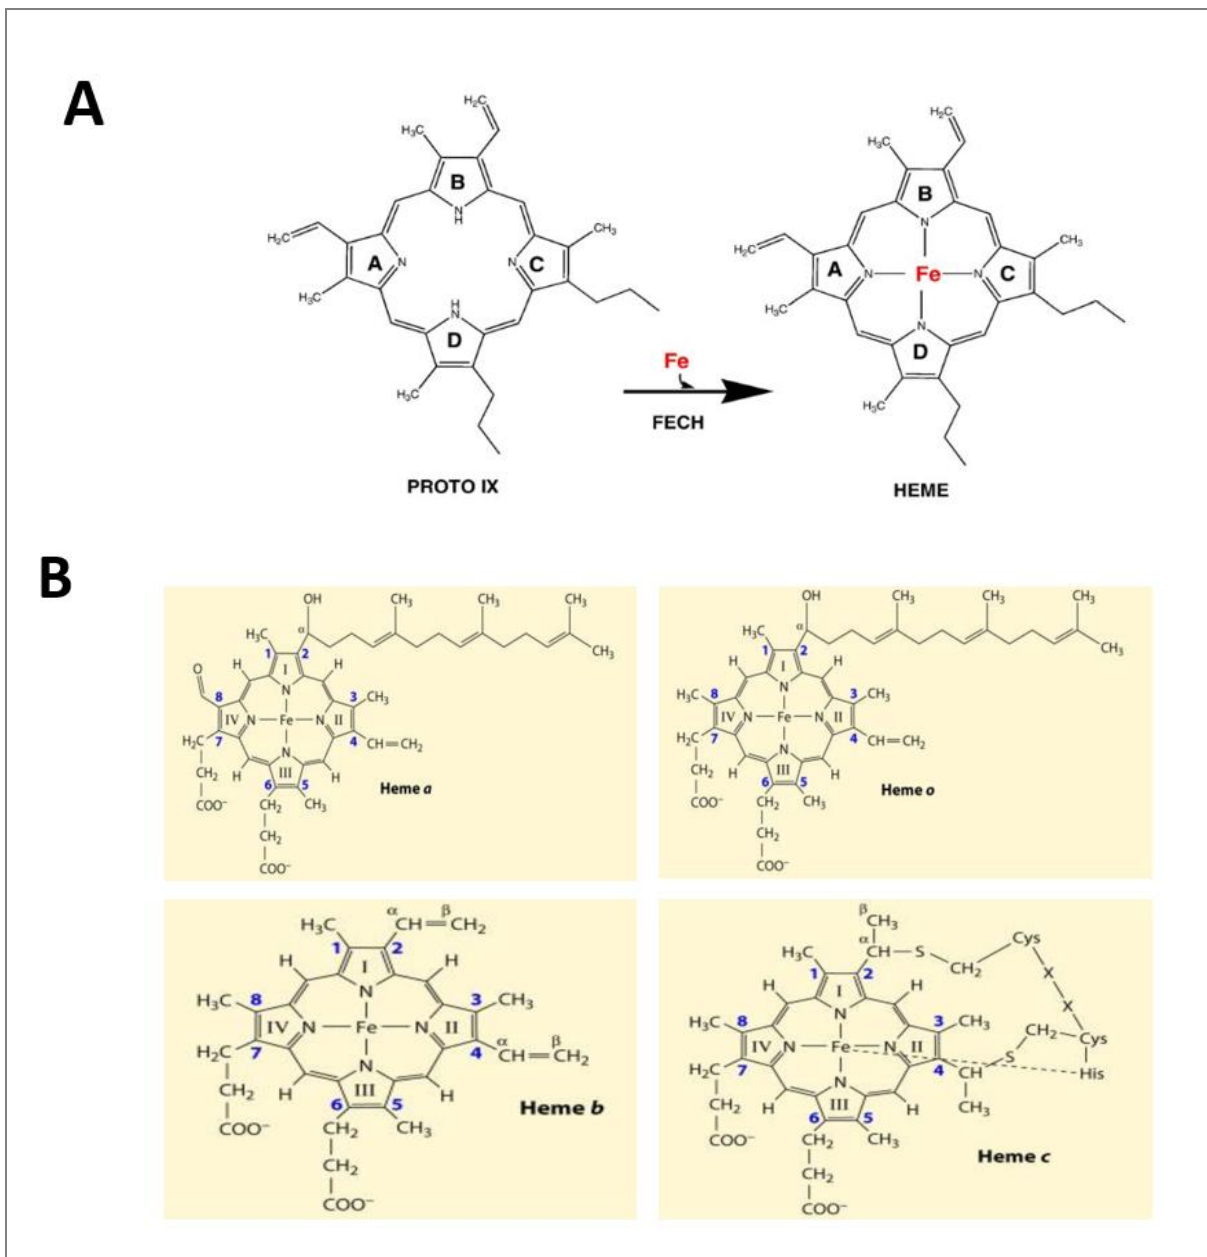 A
H₂C
H₃C
B
N
H
H₂C
A
N
N
C
CH₃
H₃C
H
N
D
H₃C
PROTO IX
Fe
FECH
H₂C
H₃C
B
N
H₂C
A
N
Fe
N
C
CH₃
H₃C
N
D
H₃C
HEME
B
OH
CH₃
CH₃
CH₃
α
H₃C
1
2
CH₃
I
O
H
H
N
8
3
CH₃
IV
N
Fe
N
II
7
4
CH=CH₂
H₂C
N
H
III
H
CH₂
6
5
Heme a
COO⁻
CH₂
CH₃
CH₂
COO⁻
OH
CH₃
CH₃
CH₃
α
H₃C
1
2
CH₃
I
H
H
N
H₃C
8
3
CH₃
IV
N
Fe
N
II
7
4
CH=CH₂
H₂C
N
H
III
H
CH₂
6
5
Heme o
COO⁻
CH₂
CH₃
CH₂
COO⁻
α
β
H₃C
CH=CH₂
1
2
I
H
H
N
H₃C
8
3
CH₃
IV
N
Fe
N
II
α
β
7
4
CH=CH₂
H₂C
N
H
III
H
CH₂
6
5
Heme b
COO⁻
CH₂
CH₃
CH₂
COO⁻
β
CH₃
α
H₃C
CH
S
CH₂
Cys
1
2
X
I
H
H
X
N
H₃C
8
3
CH₃
CH₂
Cys
IV
N
Fe
N
II
S
7
4
CH
His
H₂C
N
H
III
H
CH₃
CH₂
6
5
COO⁻
CH₂
CH₃
Heme c
CH₂
COO⁻